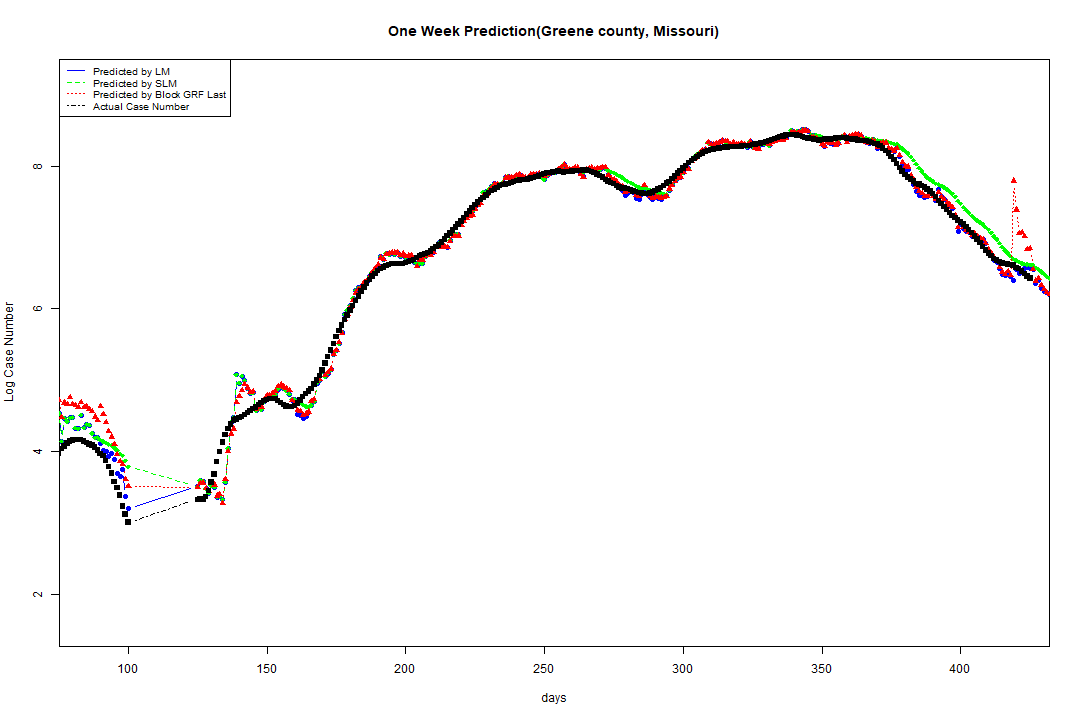 One Week Prediction(Greene county, Missouri)
Predicted by LM
Predicted by SLM
Predicted by Block GRF Last
Actual Case Number
8
6
4
2
Log Case Number
100 150 200 250 300 350 400
days